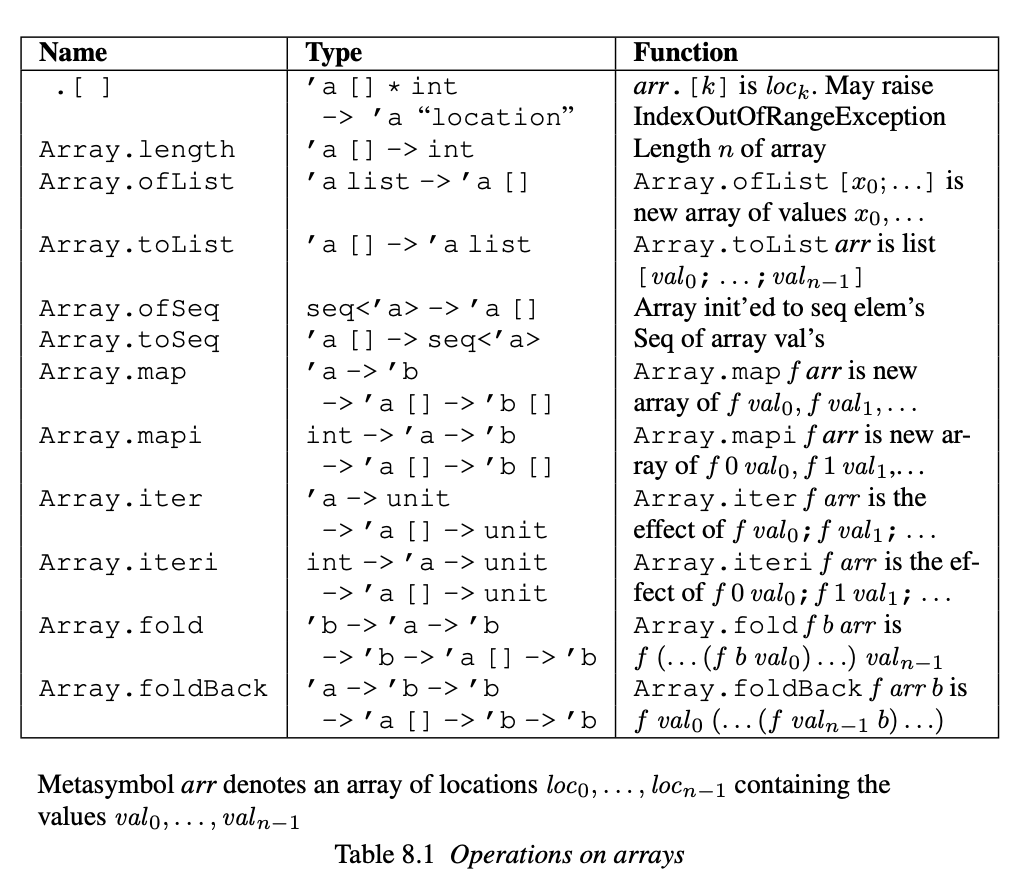 Name Type Function
.[ ] ’a [] * int arr.[k] is loc_k. May raise
-> ’a “location” IndexOutOfRangeException
Array.length ’a [] -> int Length n of array
Array.ofList ’a list -> ’a [] Array.ofList [x_0;…] is
new array of values x_0,…
Array.toList ’a [] -> ’a list Array.toList arr is list
[val_0; …; val_{n−1}]
Array.ofSeq seq<’a> -> ’a [] Array init’ed to seq elem’s
Array.toSeq ’a [] -> seq<’a> Seq of array val’s
Array.map ’a -> ’b Array.map f arr is new
-> ’a [] -> ’b [] array of f val_0, f val_1,…
Array.mapi int -> ’a -> ’b Array.mapi f arr is new ar-
-> ’a [] -> ’b [] ray of f 0 val_0, f 1 val_1,…
Array.iter ’a -> unit Array.iter f arr is the
-> ’a [] -> unit effect of f val_0; f val_1; …
Array.iteri int -> ’a -> unit Array.iteri f arr is the ef-
-> ’a [] -> unit fect of f 0 val_0; f 1 val_1; …
Array.fold ’b -> ’a -> ’b Array.fold f b arr is
-> ’b -> ’a [] -> ’b f (…(f b val_0)…) val_{n−1}
Array.foldBack ’a -> ’b -> ’b Array.foldBack f arr b is
-> ’a [] -> ’b -> ’b f val_0 (…(f val_{n−1} b)…)
Metasymbol arr denotes an array of locations loc_0,…,loc_{n−1} containing the
values val_0,…,val_{n−1}
Table 8.1 Operations on arrays